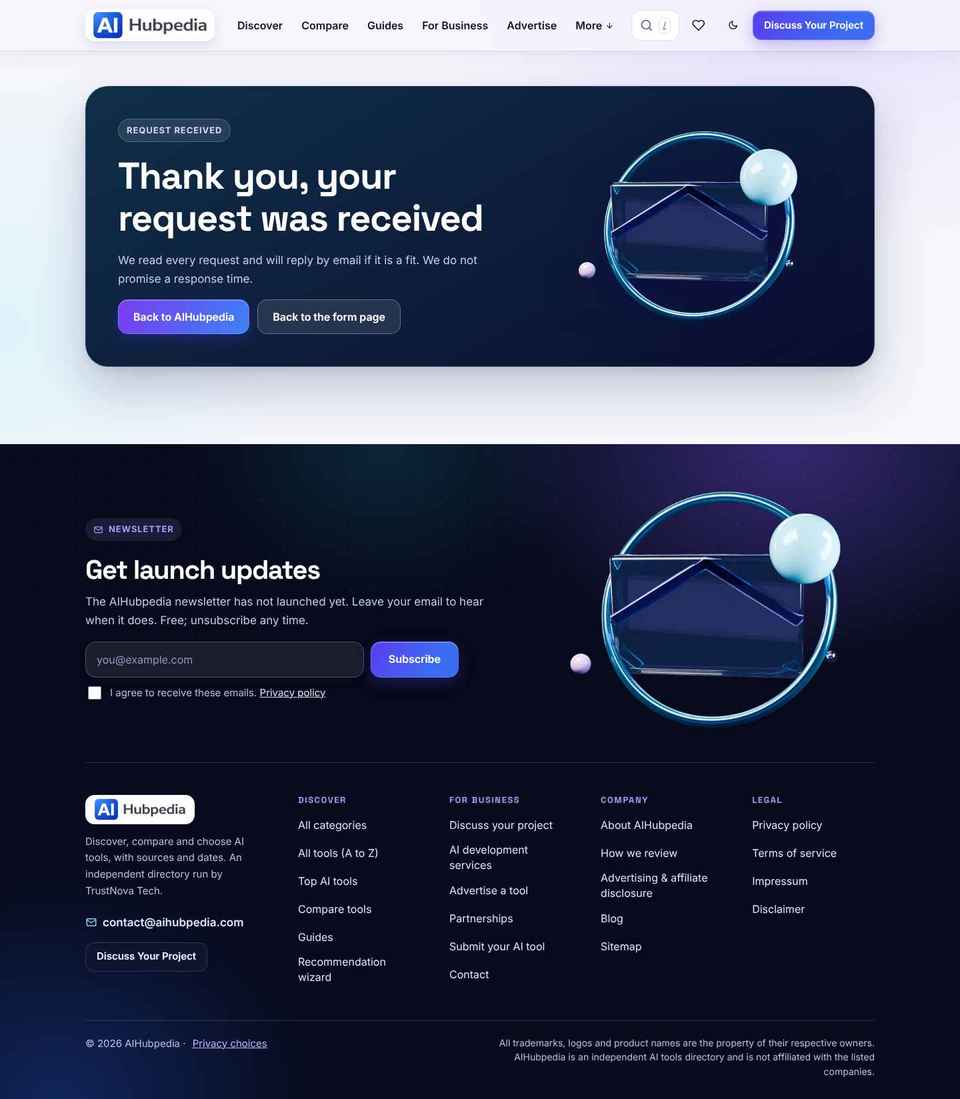 AI Hubpedia
Discover
Compare
Guides
For Business
Advertise
More ↓
/
Discuss Your Project
REQUEST RECEIVED
Thank you, your
request was received
We read every request and will reply by email if it is a fit. We do not
promise a response time.
Back to AIHubpedia
Back to the form page
NEWSLETTER
Get launch updates
The AIHubpedia newsletter has not launched yet. Leave your email to hear
when it does. Free; unsubscribe any time.
you@example.com
Subscribe
I agree to receive these emails. Privacy policy
AI Hubpedia
Discover, compare and choose AI
tools, with sources and dates. An
independent directory run by
TrustNova Tech.
contact@aihubpedia.com
Discuss Your Project
DISCOVER
All categories
All tools (A to Z)
Top AI tools
Compare tools
Guides
Recommendation
wizard
FOR BUSINESS
Discuss your project
AI development
services
Advertise a tool
Partnerships
Submit your AI tool
Contact
COMPANY
About AIHubpedia
How we review
Advertising & affiliate
disclosure
Blog
Sitemap
LEGAL
Privacy policy
Terms of service
Impressum
Disclaimer
© 2026 AIHubpedia · Privacy choices
All trademarks, logos and product names are the property of their respective owners.
AIHubpedia is an independent AI tools directory and is not affiliated with the listed
companies.